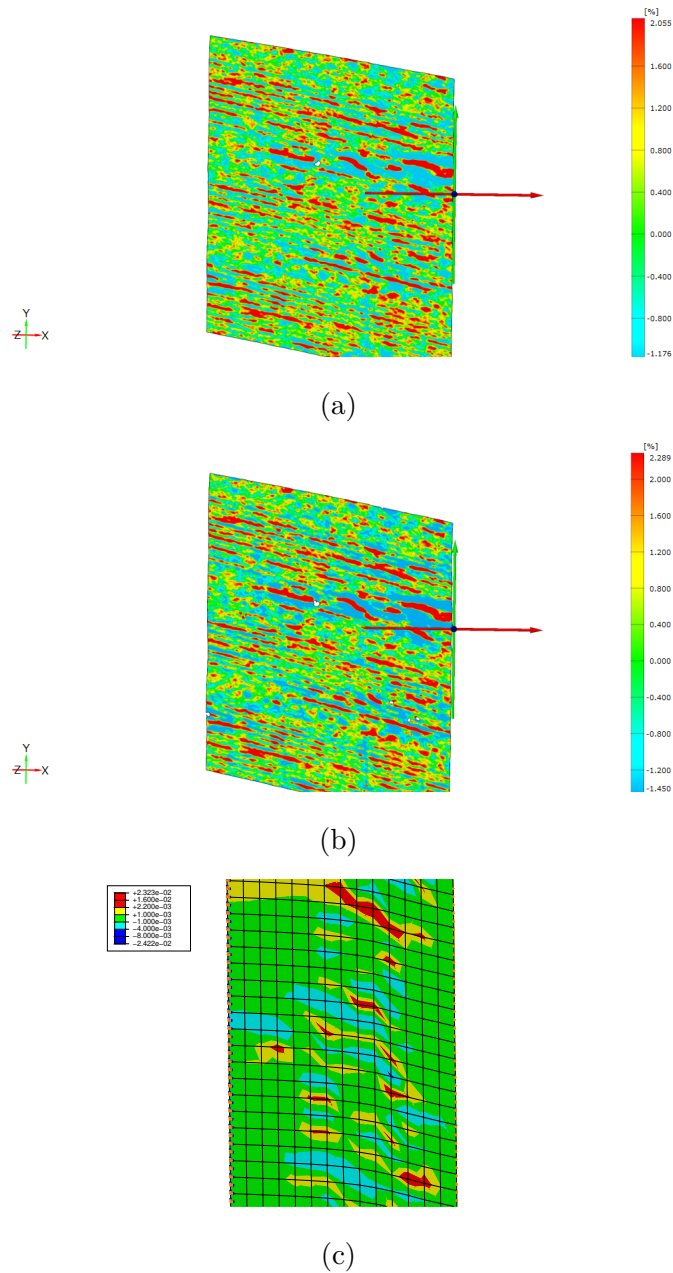 [%]
2.055
1.600
1.200
0.800
0.400
0.000
-0.400
-0.800
-1.176
Y
Z X
(a)
[%]
2.289
2.000
1.600
1.200
0.800
0.400
0.000
-0.400
-0.800
-1.200
-1.450
Y
Z X
(b)
+2.323e-02
+1.600e-02
+2.200e-03
+1.000e-03
-1.000e-03
-4.000e-03
-8.000e-03
-2.422e-02
(c)